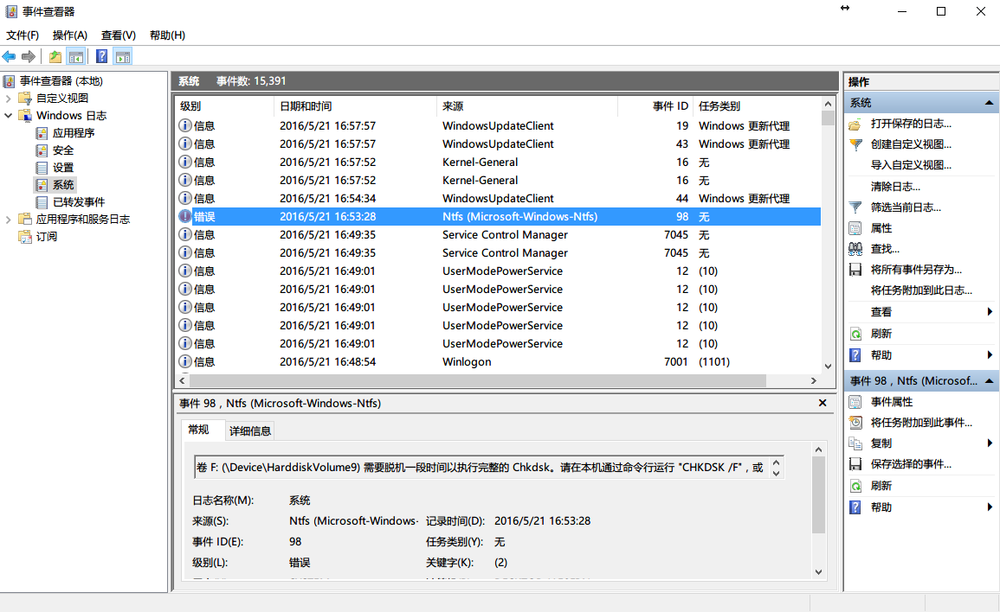 事件查看器
文件(F) 操作(A) 查看(V) 帮助(H)
事件查看器 (本地)
自定义视图
Windows 日志
应用程序
安全
设置
系统
已转发事件
应用程序和服务日志
订阅
系统 事件数: 15,391
级别 日期和时间 来源 事件 ID 任务类别
信息 2016/5/21 16:57:57 WindowsUpdateClient 19 Windows 更新代理
信息 2016/5/21 16:57:57 WindowsUpdateClient 43 Windows 更新代理
信息 2016/5/21 16:57:52 Kernel-General 16 无
信息 2016/5/21 16:57:52 Kernel-General 16 无
信息 2016/5/21 16:54:34 WindowsUpdateClient 44 Windows 更新代理
错误 2016/5/21 16:53:28 Ntfs (Microsoft-Windows-Ntfs) 98 无
信息 2016/5/21 16:49:35 Service Control Manager 7045 无
信息 2016/5/21 16:49:35 Service Control Manager 7045 无
信息 2016/5/21 16:49:01 UserModePowerService 12 (10)
信息 2016/5/21 16:49:01 UserModePowerService 12 (10)
信息 2016/5/21 16:49:01 UserModePowerService 12 (10)
信息 2016/5/21 16:49:01 UserModePowerService 12 (10)
信息 2016/5/21 16:49:01 UserModePowerService 12 (10)
信息 2016/5/21 16:48:54 Winlogon 7001 (1101)
事件 98，Ntfs (Microsoft-Windows-Ntfs)
常规 详细信息
卷 F: (\Device\HarddiskVolume9) 需要脱机一段时间以执行完整的 Chkdsk。请在本机通过命令行运行 "CHKDSK /F"，或
日志名称(M): 系统
来源(S): Ntfs (Microsoft-Windows- 记录时间(D): 2016/5/21 16:53:28
事件 ID(E): 98 任务类别(Y): 无
级别(L): 错误 关键字(K): (2)
操作
系统
打开保存的日志...
创建自定义视图...
导入自定义视图...
清除日志...
筛选当前日志...
属性
查找...
将所有事件另存为...
将任务附加到此日志...
查看
刷新
帮助
事件 98，Ntfs (Microsof...
事件属性
将任务附加到此事件...
复制
保存选择的事件...
刷新
帮助